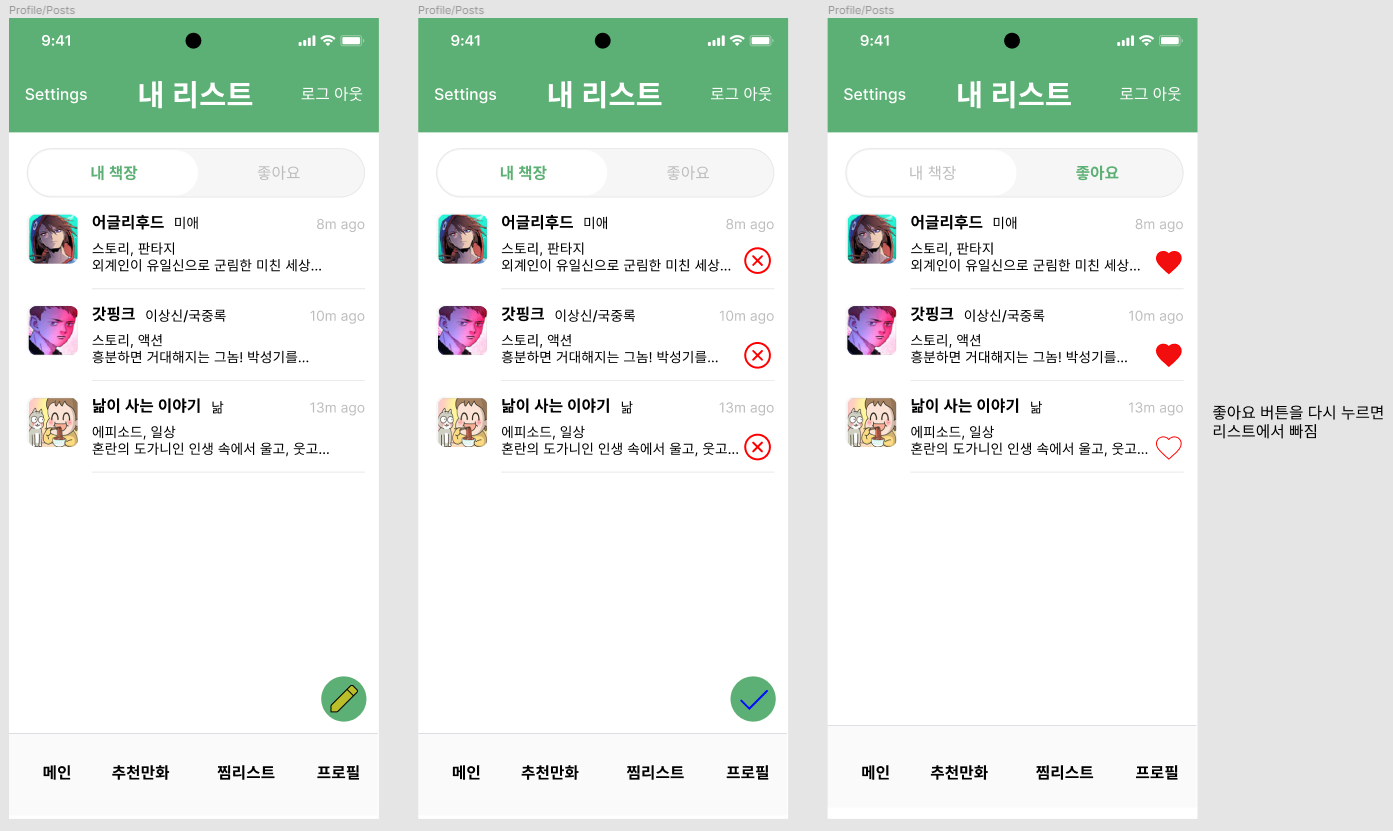 Profile/Posts
9:41
Settings
내 리스트
로그 아웃
내 책장
좋아요
어글리후드 미애
8m ago
스토리, 판타지
외계인이 유일신으로 군림한 미친 세상...
갓핑크 이상신/국중록
10m ago
스토리, 액션
흥분하면 거대해지는 그놈! 박성기를...
낢이 사는 이야기 낢
13m ago
에피소드, 일상
혼란의 도가니인 인생 속에서 울고, 웃고...
메인
추천만화
찜리스트
프로필
Profile/Posts
9:41
Settings
내 리스트
로그 아웃
내 책장
좋아요
어글리후드 미애
8m ago
스토리, 판타지
외계인이 유일신으로 군림한 미친 세상...
갓핑크 이상신/국중록
10m ago
스토리, 액션
흥분하면 거대해지는 그놈! 박성기를...
낢이 사는 이야기 낢
13m ago
에피소드, 일상
혼란의 도가니인 인생 속에서 울고, 웃고...
메인
추천만화
찜리스트
프로필
Profile/Posts
9:41
Settings
내 리스트
로그 아웃
내 책장
좋아요
어글리후드 미애
8m ago
스토리, 판타지
외계인이 유일신으로 군림한 미친 세상...
갓핑크 이상신/국중록
10m ago
스토리, 액션
흥분하면 거대해지는 그놈! 박성기를...
낢이 사는 이야기 낢
13m ago
에피소드, 일상
혼란의 도가니인 인생 속에서 울고, 웃고...
메인
추천만화
찜리스트
프로필
좋아요 버튼을 다시 누르면
리스트에서 빠짐